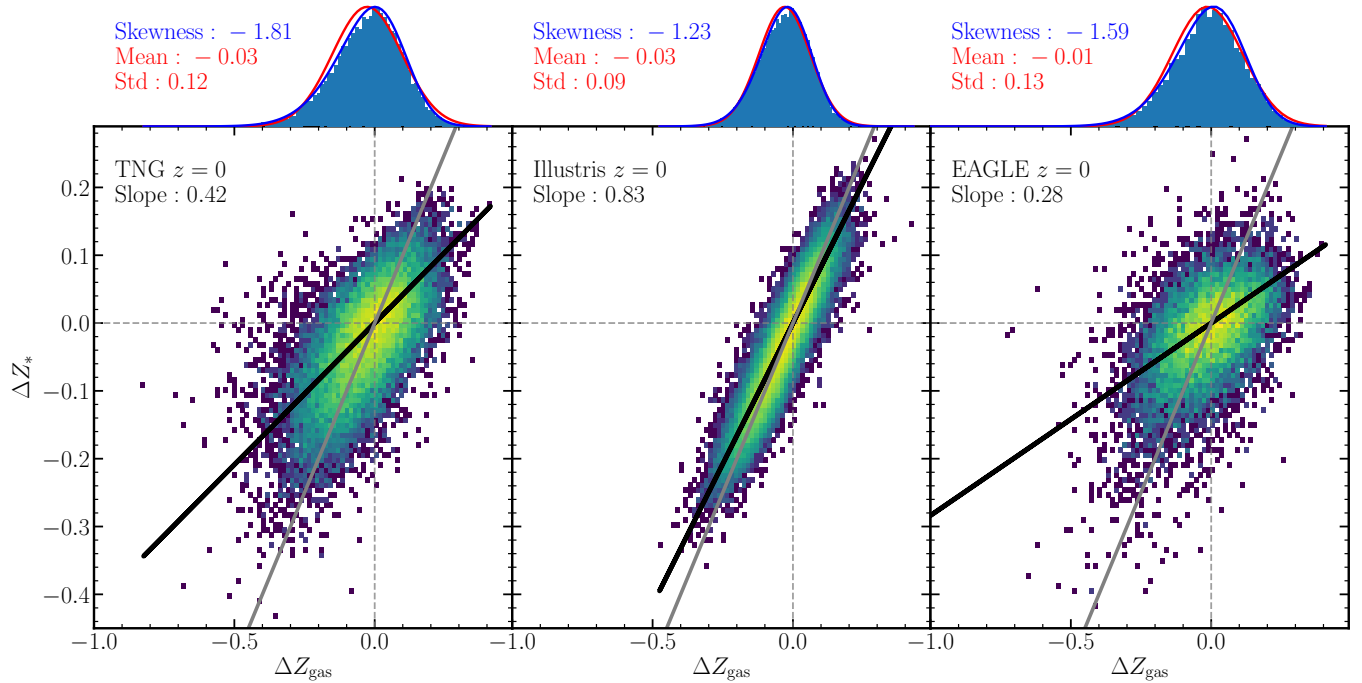 Skewness : − 1.81
Mean : − 0.03
Std : 0.12
Skewness : − 1.23
Mean : − 0.03
Std : 0.09
Skewness : − 1.59
Mean : − 0.01
Std : 0.13
TNG z = 0
Slope : 0.42
Illustris z = 0
Slope : 0.83
EAGLE z = 0
Slope : 0.28
0.2
0.1
0.0
−0.1
−0.2
−0.3
−0.4
ΔZ*
−1.0 −0.5 0.0 −1.0 −0.5 0.0 −1.0 −0.5 0.0
ΔZgas ΔZgas ΔZgas